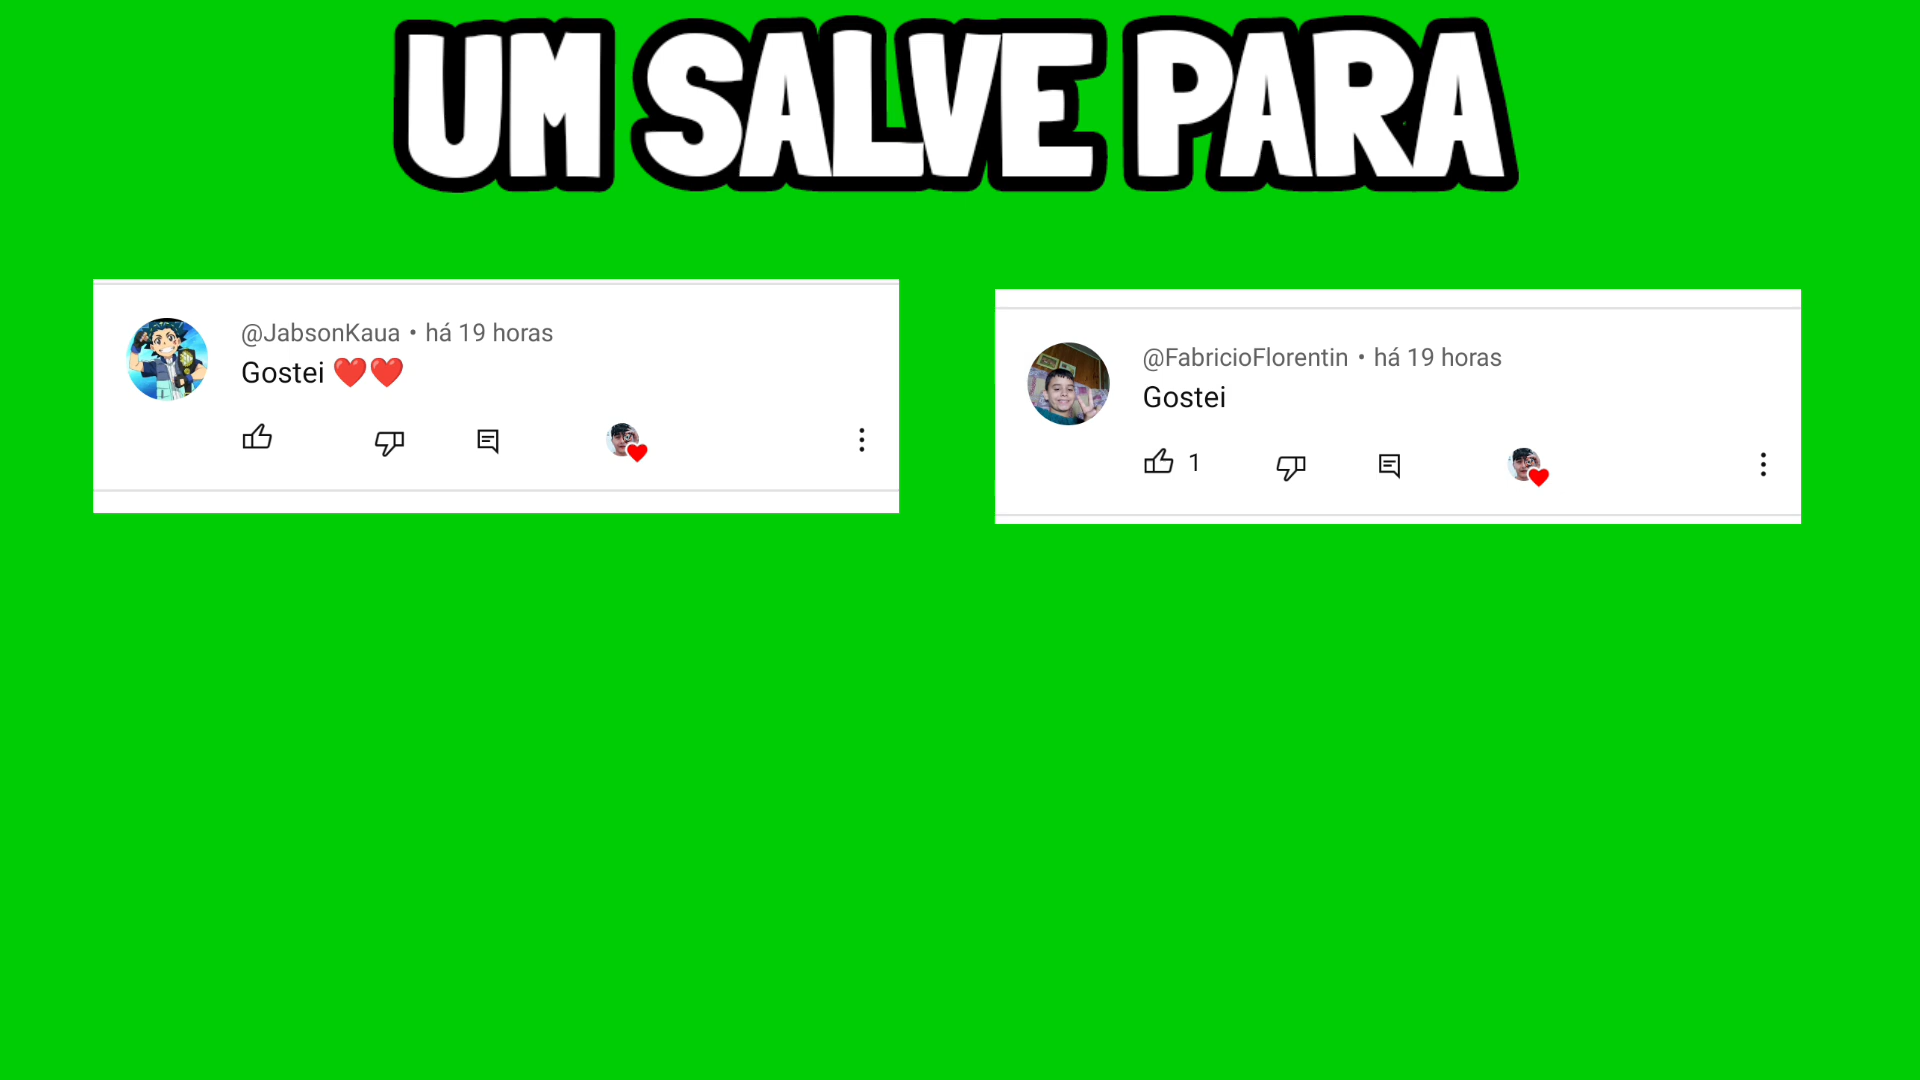 UM SALVE PARA
@JabsonKaua • há 19 horas
Gostei ❤️❤️
@FabricioFlorentin • há 19 horas
Gostei
1